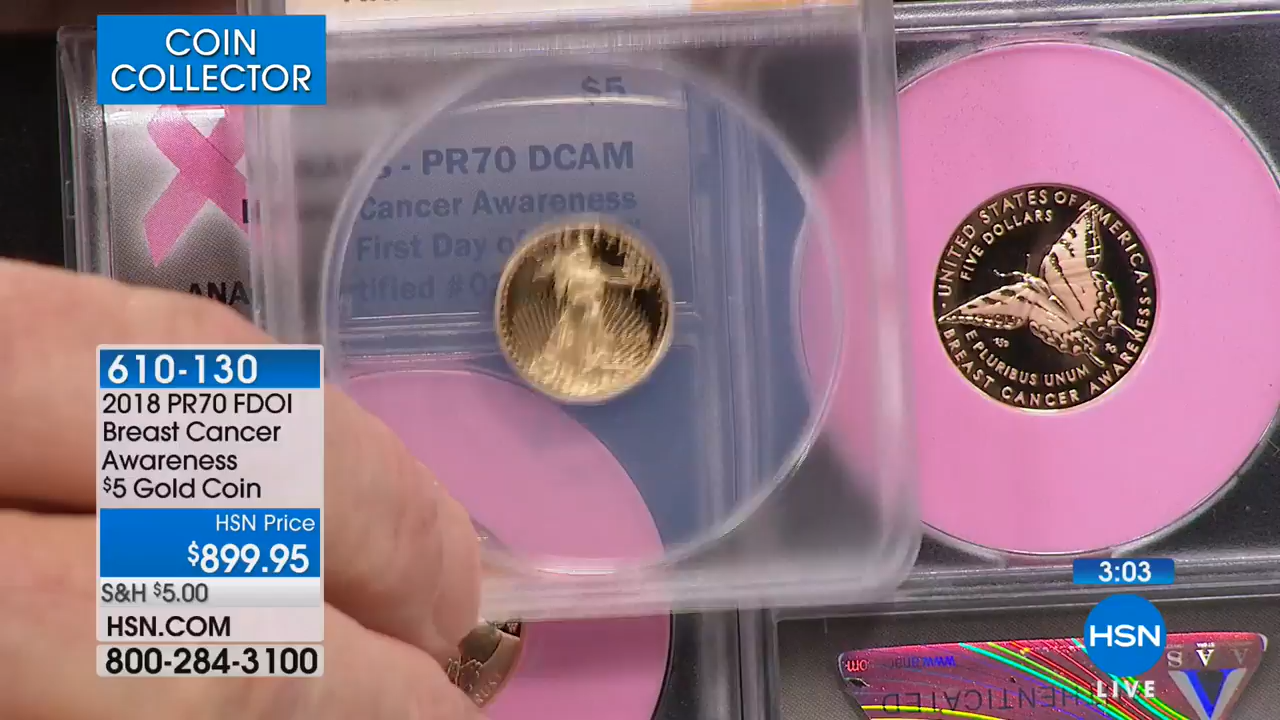 COIN
COLLECTOR
$5
- PR70 DCAM
Cancer Awareness
First Day of
#02
ANA
UNITED STATES OF AMERICA
FIVE DOLLARS
E PLURIBUS UNUM
BREAST CANCER AWARENESS
610-130
2018 PR70 FDOI
Breast Cancer
Awareness
$5 Gold Coin
HSN Price
$899.95
S&H $5.00
HSN.COM
800-284-3100
3:03
HSN
LIVE